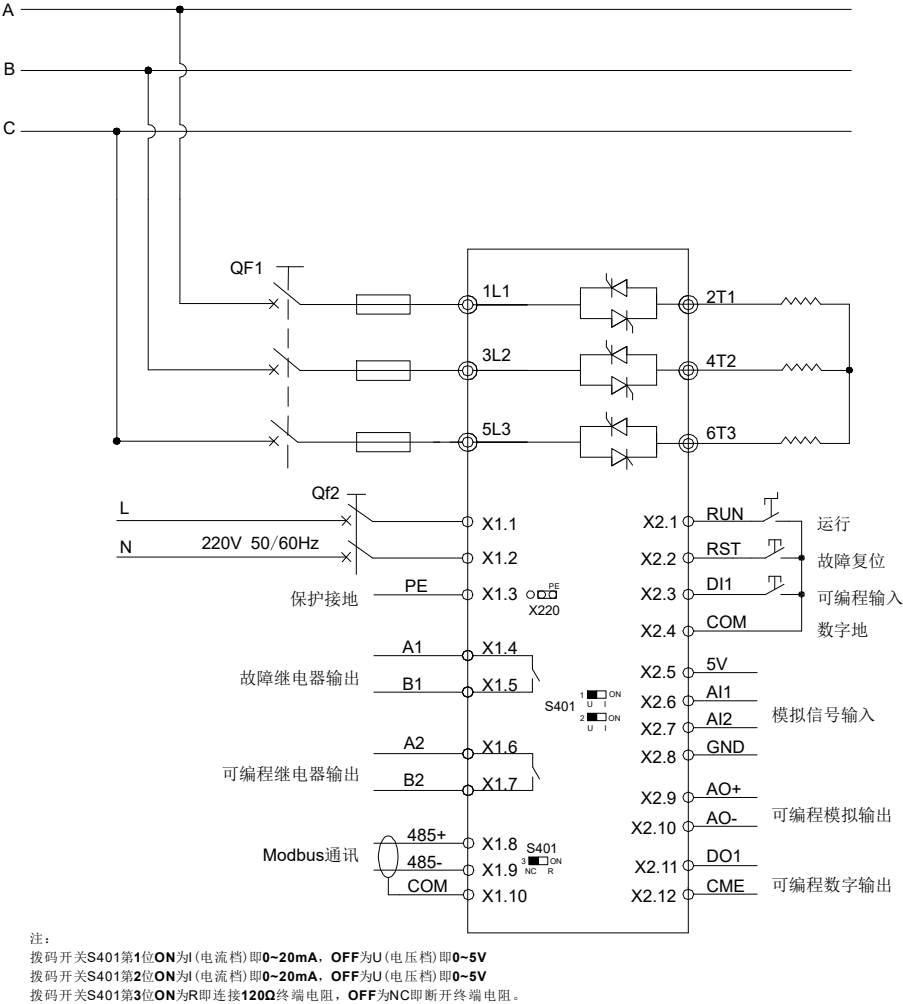 A
B
C
QF1
1L1
2T1
3L2
4T2
5L3
6T3
Qf2
L
X1.1
X2.1
RUN
运行
N
220V 50/60Hz
X1.2
X2.2
RST
故障复位
保护接地
PE
X1.3
PE
X220
X2.3
DI1
可编程输入
X2.4
COM
数字地
故障继电器输出
A1
X1.4
B1
X1.5
S401
1
ON
U I
2
ON
U I
X2.5
5V
X2.6
AI1
模拟信号输入
X2.7
AI2
X2.8
GND
可编程继电器输出
A2
X1.6
B2
X1.7
X2.9
AO+
可编程模拟输出
X2.10
AO-
Modbus通讯
485+
X1.8
485-
X1.9
COM
X1.10
S401
3
ON
NC R
X2.11
DO1
可编程数字输出
X2.12
CME
注：
拨码开关S401第1位ON为I(电流档)即0~20mA，OFF为U(电压档)即0~5V
拨码开关S401第2位ON为I(电流档)即0~20mA，OFF为U(电压档)即0~5V
拨码开关S401第3位ON为R即连接120Ω终端电阻，OFF为NC即断开终端电阻。